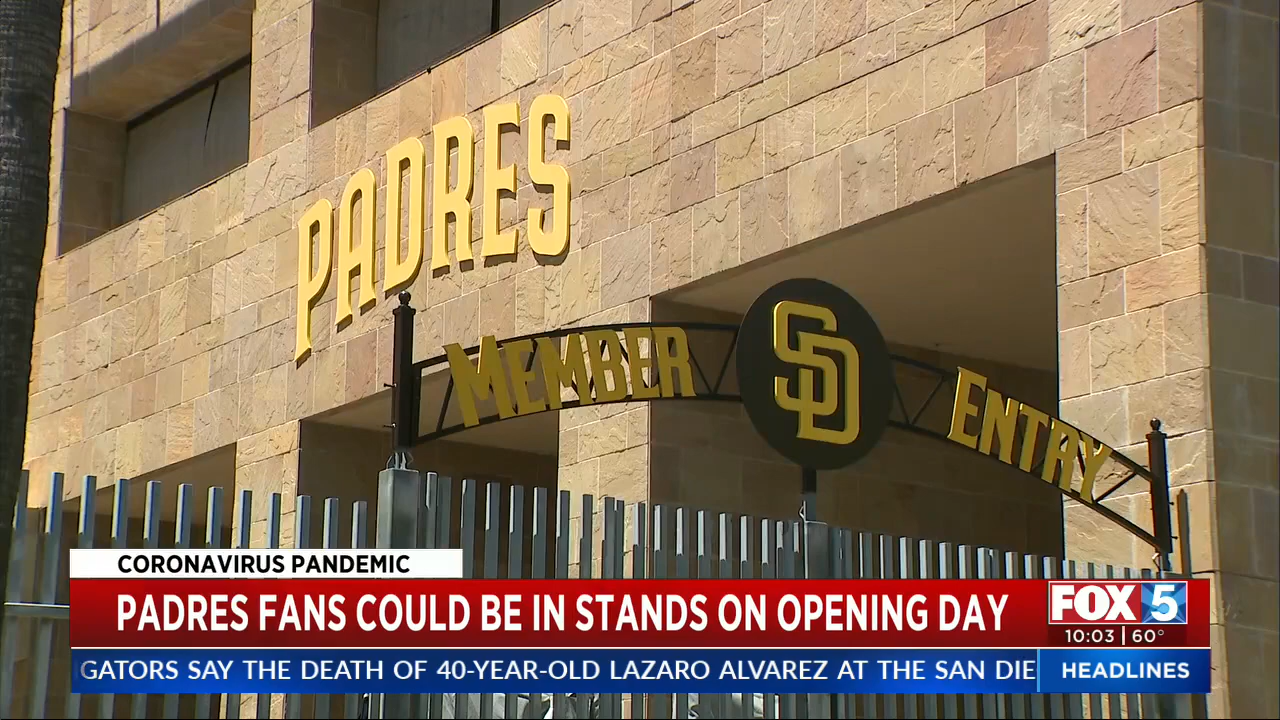 PADRES
MEMBER SD ENTRY
CORONAVIRUS PANDEMIC
PADRES FANS COULD BE IN STANDS ON OPENING DAY
FOX 5
10:03 | 60°
GATORS SAY THE DEATH OF 40-YEAR-OLD LAZARO ALVAREZ AT THE SAN DIE
HEADLINES